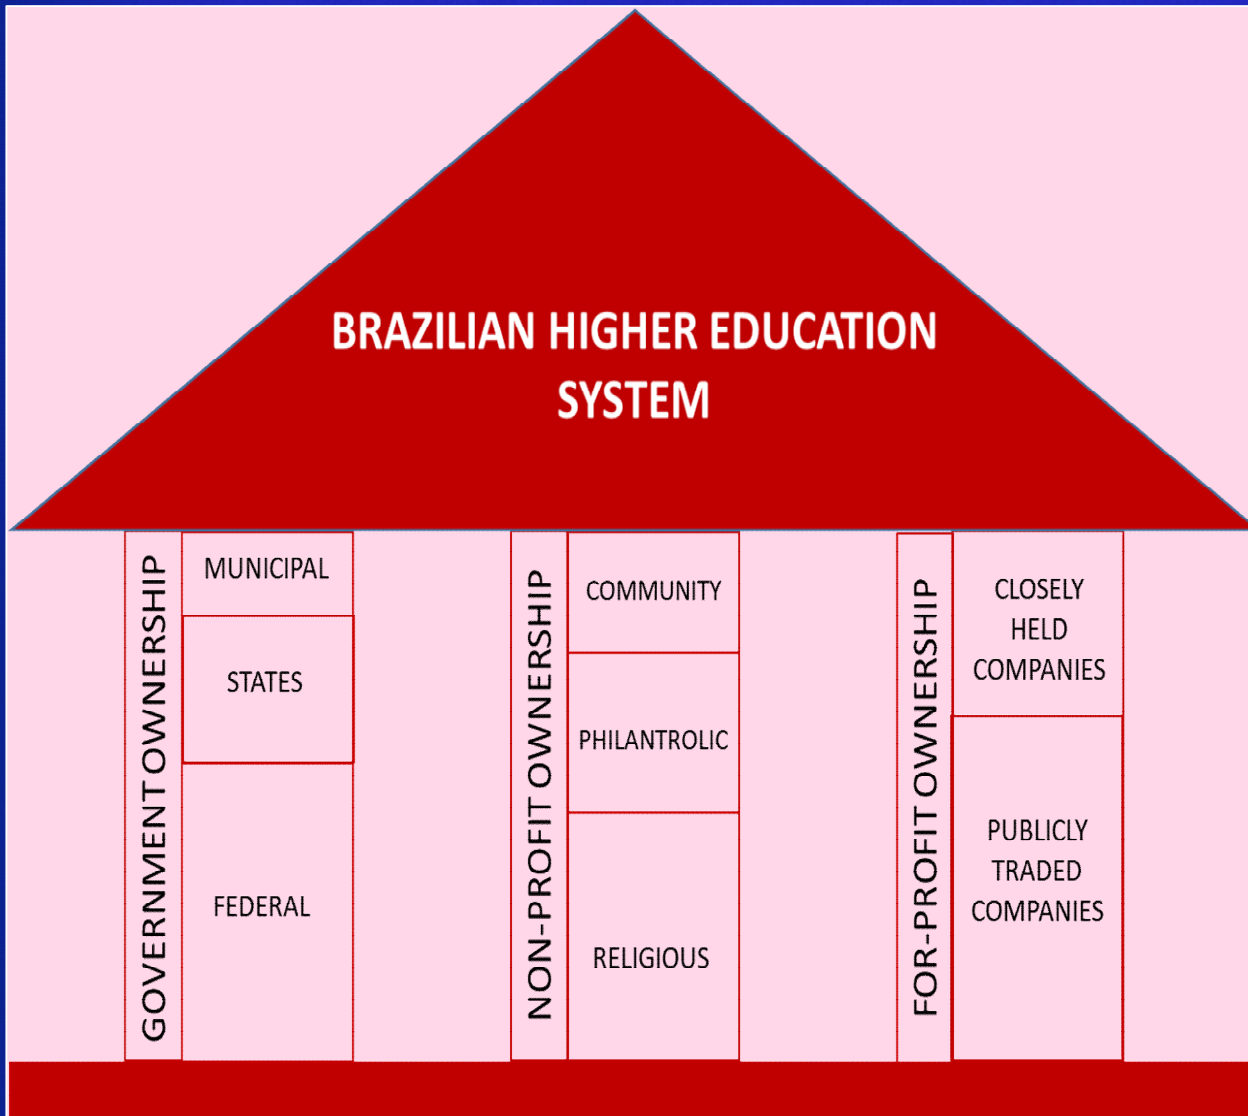 BRAZILIAN HIGHER EDUCATION
SYSTEM
GOVERNMENT OWNERSHIP
MUNICIPAL
STATES
FEDERAL
NON-PROFIT OWNERSHIP
COMMUNITY
PHILANTROLIC
RELIGIOUS
FOR-PROFIT OWNERSHIP
CLOSELY
HELD
COMPANIES
PUBLICLY
TRADED
COMPANIES